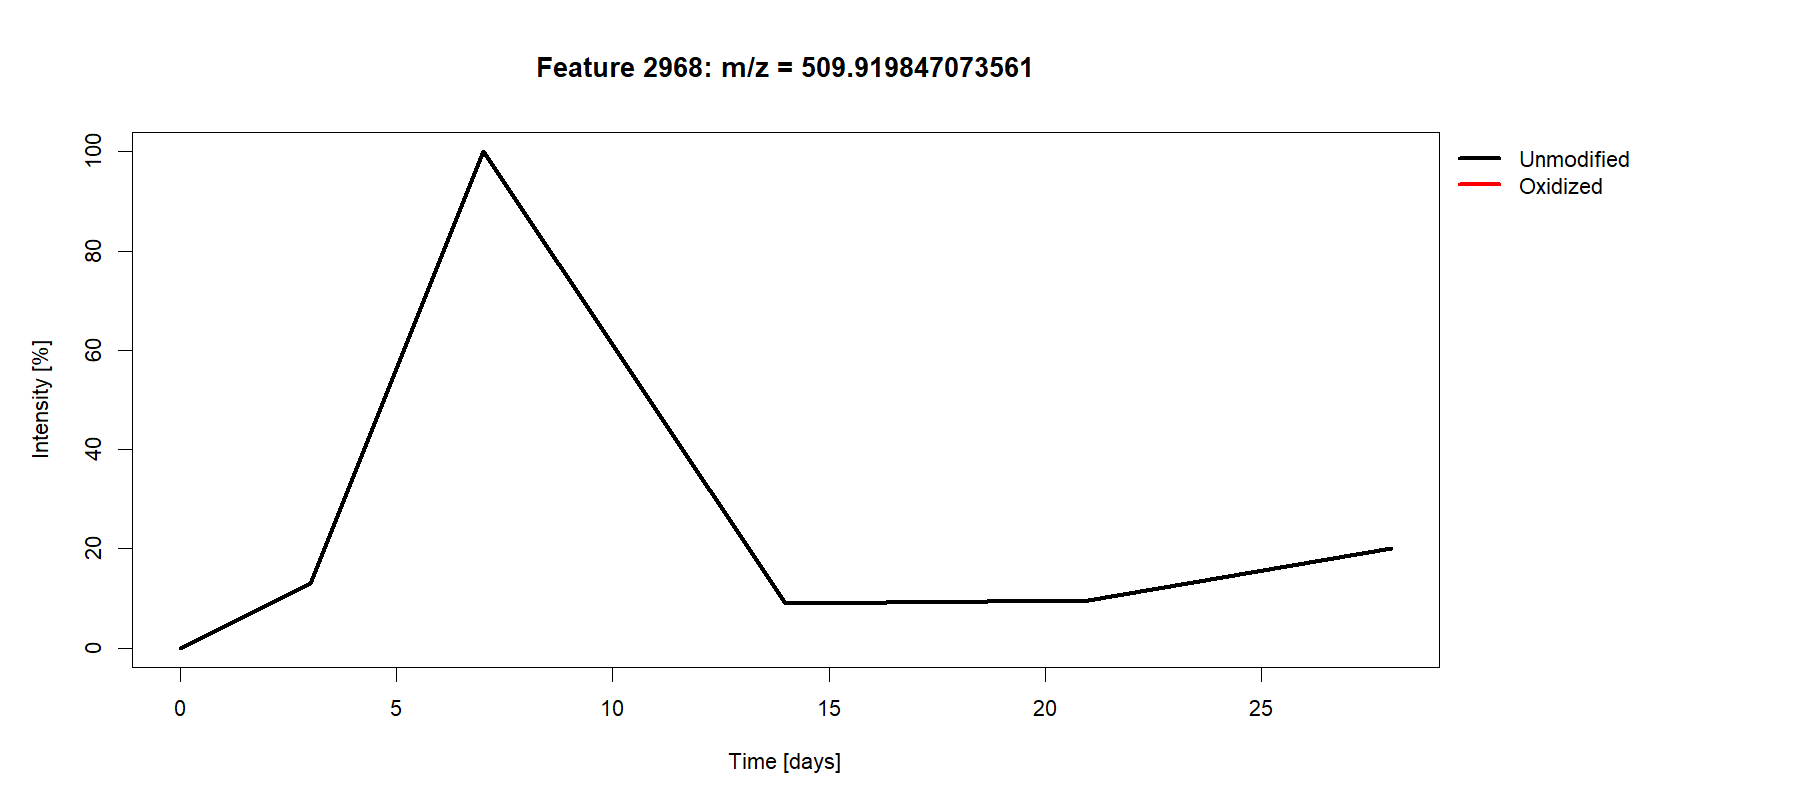 Feature 2968: m/z = 509.919847073561
Unmodified
Oxidized
Intensity [%]
100
80
60
40
20
0
0 5 10 15 20 25
Time [days]